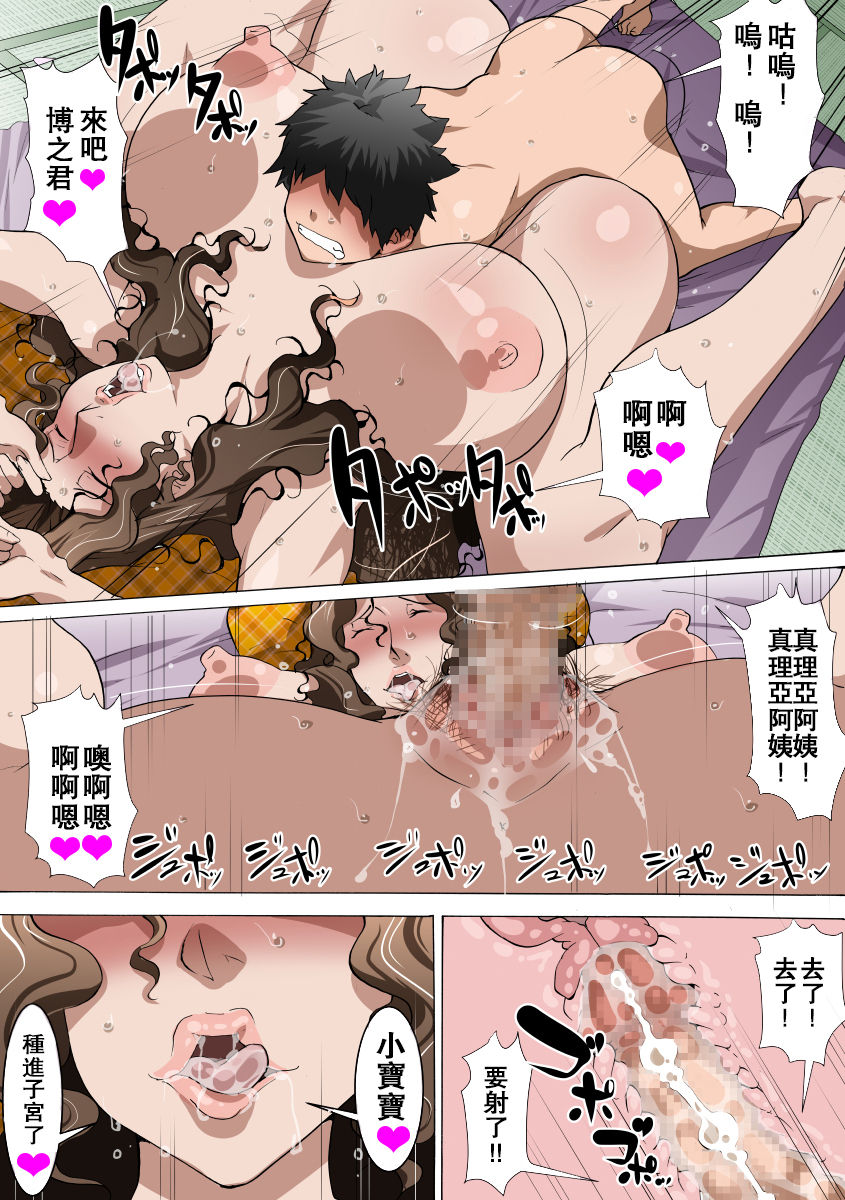 咕嗚！
嗚！嗚！
タポッタポッ
來吧❤
博之君❤
啊❤
啊嗯❤
タポッタポッ
真理亞阿姨！
真理亞阿姨！
噢啊嗯❤
啊啊嗯❤
ジュポッ
ジュポッ
ジュポッ
ジュポッ
ジュポッジュポッ
去了！
去了！
要射了!!
ゴポゴポ
小寶寶❤
種進子宮了❤